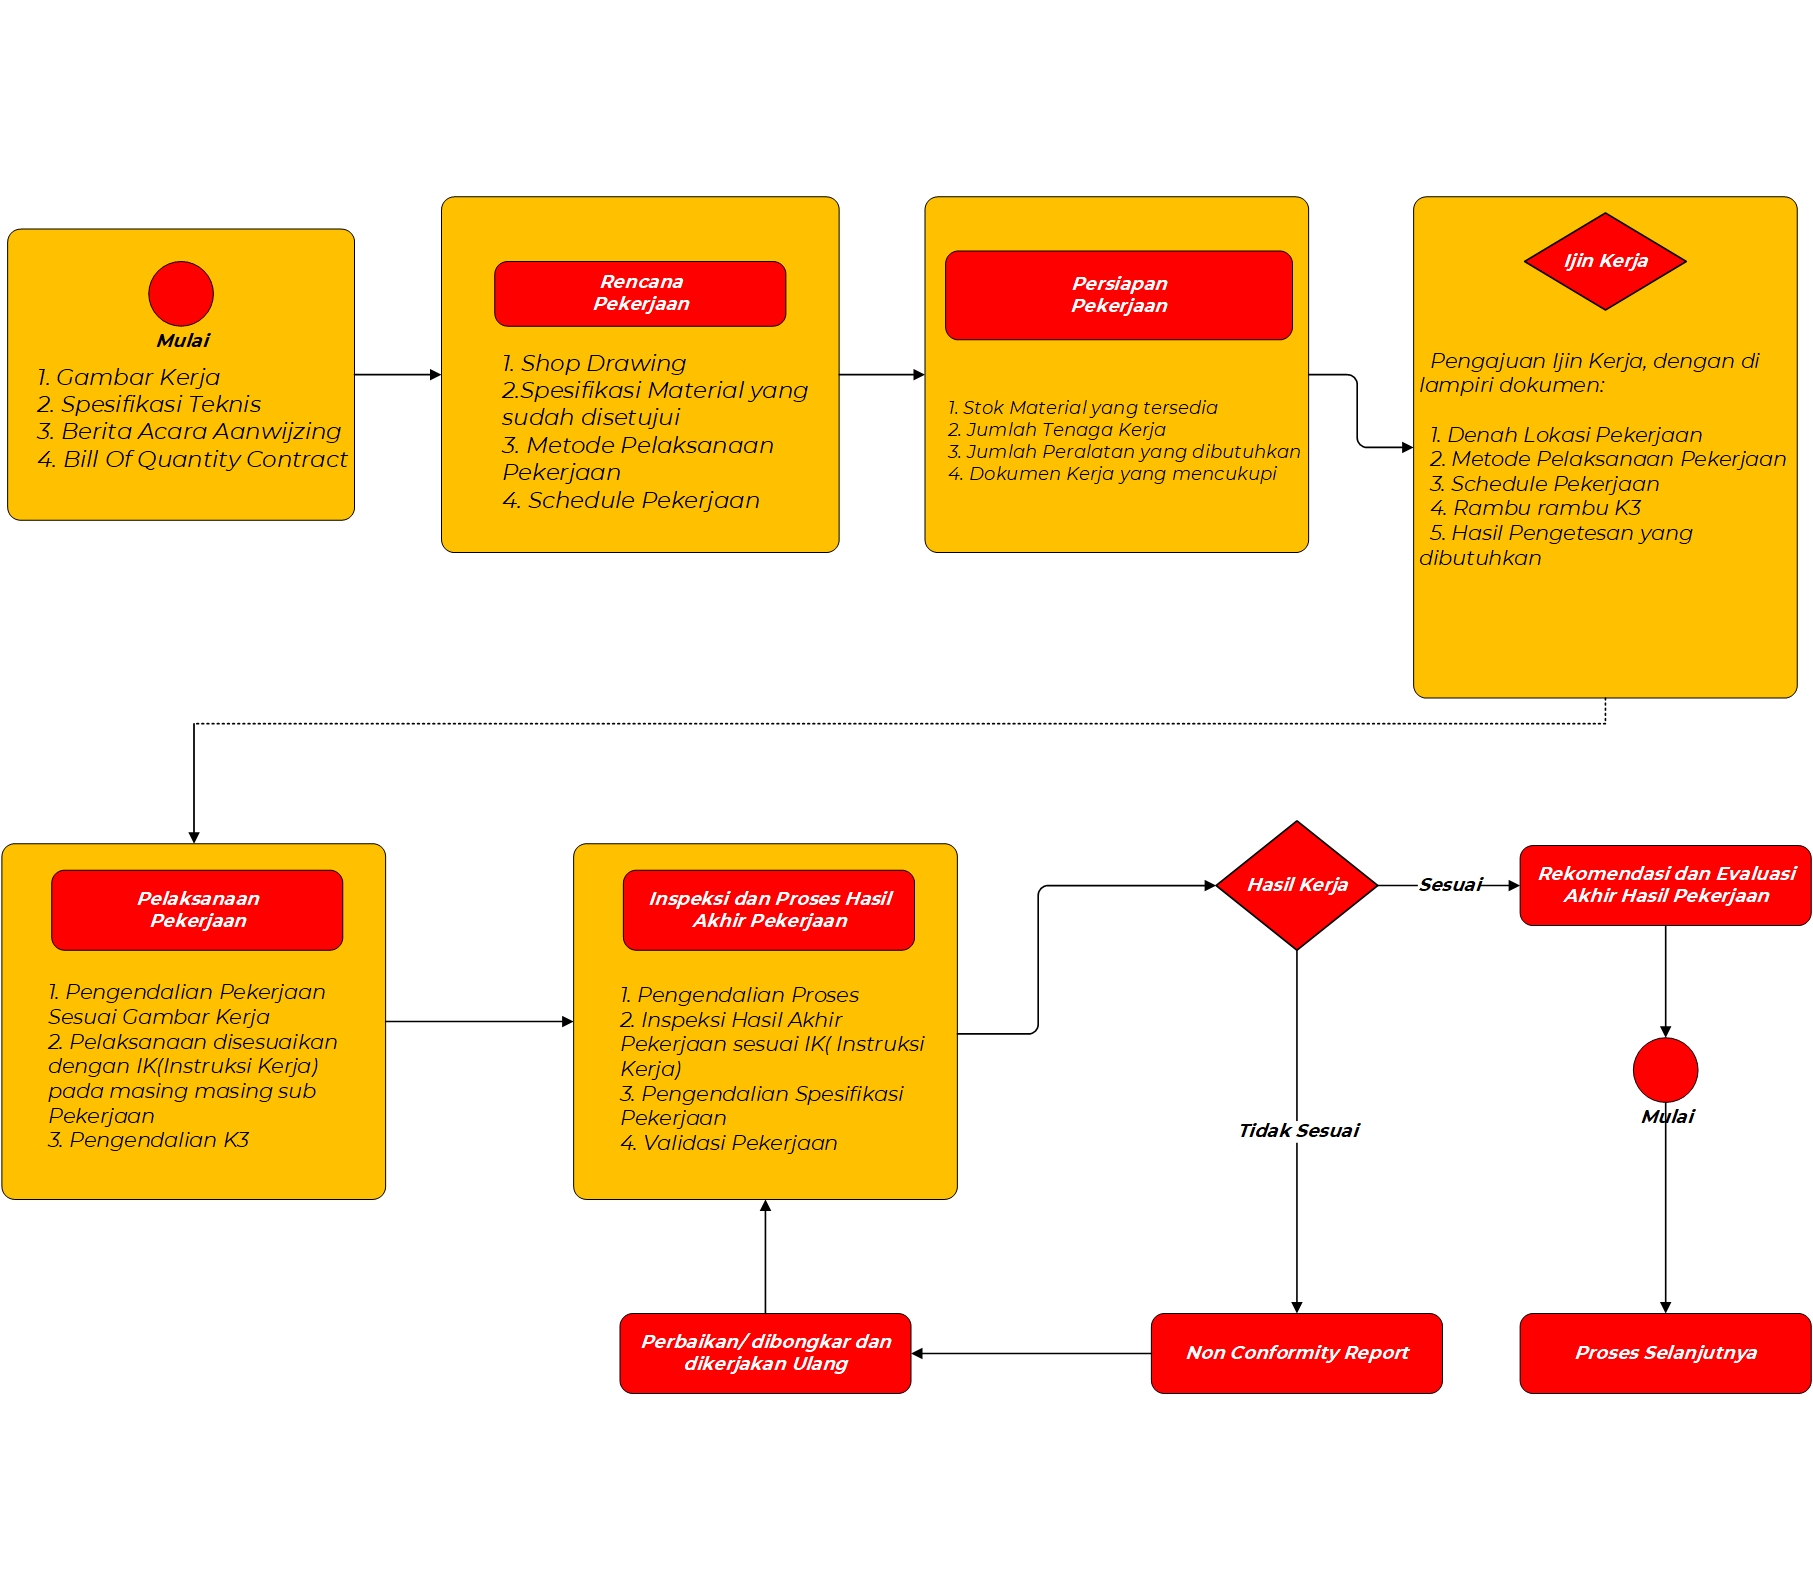 Mulai
1. Gambar Kerja
2. Spesifikasi Teknis
3. Berita Acara Aanwijzing
4. Bill Of Quantity Contract
Rencana
Pekerjaan
1. Shop Drawing
2.Spesifikasi Material yang
sudah disetujui
3. Metode Pelaksanaan
Pekerjaan
4. Schedule Pekerjaan
Persiapan
Pekerjaan
1. Stok Material yang tersedia
2. Jumlah Tenaga Kerja
3. Jumlah Peralatan yang dibutuhkan
4. Dokumen Kerja yang mencukupi
Ijin Kerja
Pengajuan Ijin Kerja, dengan di
lampiri dokumen:
1. Denah Lokasi Pekerjaan
2. Metode Pelaksanaan Pekerjaan
3. Schedule Pekerjaan
4. Rambu rambu K3
5. Hasil Pengetesan yang
dibutuhkan
Pelaksanaan
Pekerjaan
1. Pengendalian Pekerjaan
Sesuai Gambar Kerja
2. Pelaksanaan disesuaikan
dengan IK(Instruksi Kerja)
pada masing masing sub
Pekerjaan
3. Pengendalian K3
Inspeksi dan Proses Hasil
Akhir Pekerjaan
1. Pengendalian Proses
2. Inspeksi Hasil Akhir
Pekerjaan sesuai IK( Instruksi
Kerja)
3. Pengendalian Spesifikasi
Pekerjaan
4. Validasi Pekerjaan
Hasil Kerja
Sesuai
Rekomendasi dan Evaluasi
Akhir Hasil Pekerjaan
Tidak Sesuai
Mulai
Perbaikan/ dibongkar dan
dikerjakan Ulang
Non Conformity Report
Proses Selanjutnya